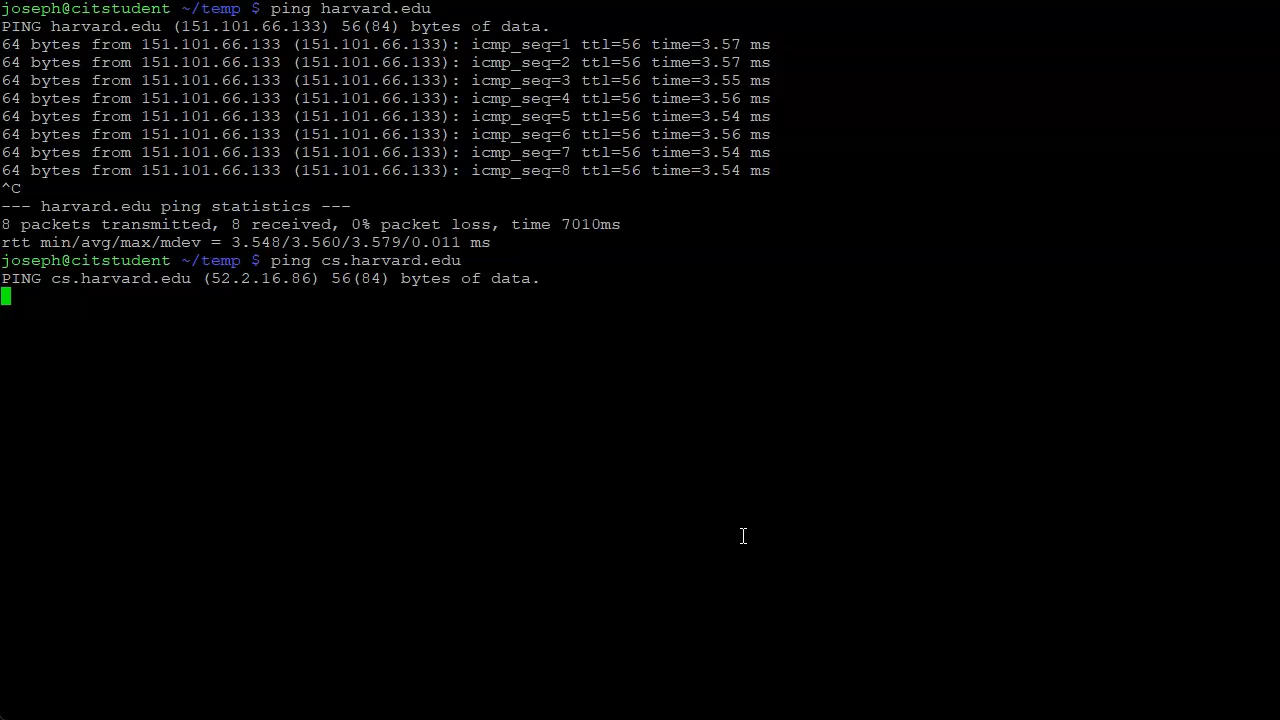 joseph@citstudent ~/temp $ ping harvard.edu
PING harvard.edu (151.101.66.133) 56(84) bytes of data.
64 bytes from 151.101.66.133 (151.101.66.133): icmp_seq=1 ttl=56 time=3.57 ms
64 bytes from 151.101.66.133 (151.101.66.133): icmp_seq=2 ttl=56 time=3.57 ms
64 bytes from 151.101.66.133 (151.101.66.133): icmp_seq=3 ttl=56 time=3.55 ms
64 bytes from 151.101.66.133 (151.101.66.133): icmp_seq=4 ttl=56 time=3.56 ms
64 bytes from 151.101.66.133 (151.101.66.133): icmp_seq=5 ttl=56 time=3.54 ms
64 bytes from 151.101.66.133 (151.101.66.133): icmp_seq=6 ttl=56 time=3.56 ms
64 bytes from 151.101.66.133 (151.101.66.133): icmp_seq=7 ttl=56 time=3.54 ms
64 bytes from 151.101.66.133 (151.101.66.133): icmp_seq=8 ttl=56 time=3.54 ms
^C
--- harvard.edu ping statistics ---
8 packets transmitted, 8 received, 0% packet loss, time 7010ms
rtt min/avg/max/mdev = 3.548/3.560/3.579/0.011 ms
joseph@citstudent ~/temp $ ping cs.harvard.edu
PING cs.harvard.edu (52.2.16.86) 56(84) bytes of data.